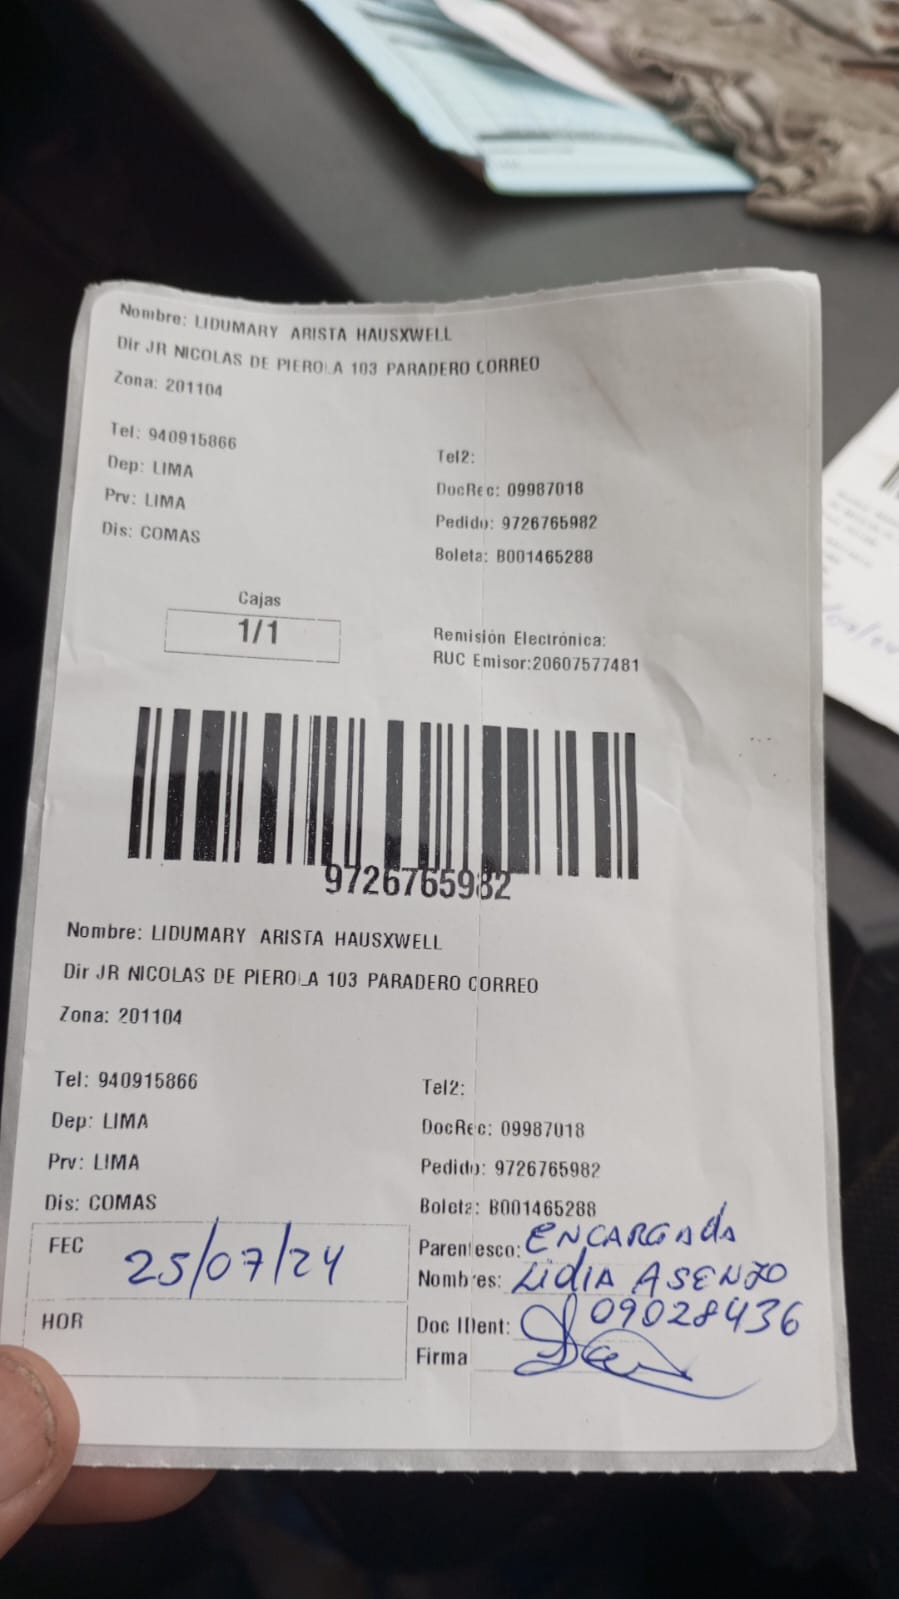 Nombre: LIDUMARY ARISTA HAUSXWELL
Dir JR NICOLAS DE PIEROLA 103 PARADERO CORREO
Zona: 201104
Tel: 940915866
Tel2:
Dep: LIMA
DocRec: 09987018
Prv: LIMA
Pedido: 9726765982
Dis: COMAS
Boleta: B001465288
Cajas
1/1
Remisión Electrónica:
RUC Emisor:20607577481
9726765982
Nombre: LIDUMARY ARISTA HAUSXWELL
Dir JR NICOLAS DE PIEROLA 103 PARADERO CORREO
Zona: 201104
Tel: 940915866
Tel2:
Dep: LIMA
DocRec: 09987018
Prv: LIMA
Pedido: 9726765982
Dis: COMAS
Boleta: B001465288
FEC 25/07/24
Parentesco: ENCARGADA
Nombres: LIDIA ASENJO
HOR
Doc IDent: 09028436
Firma